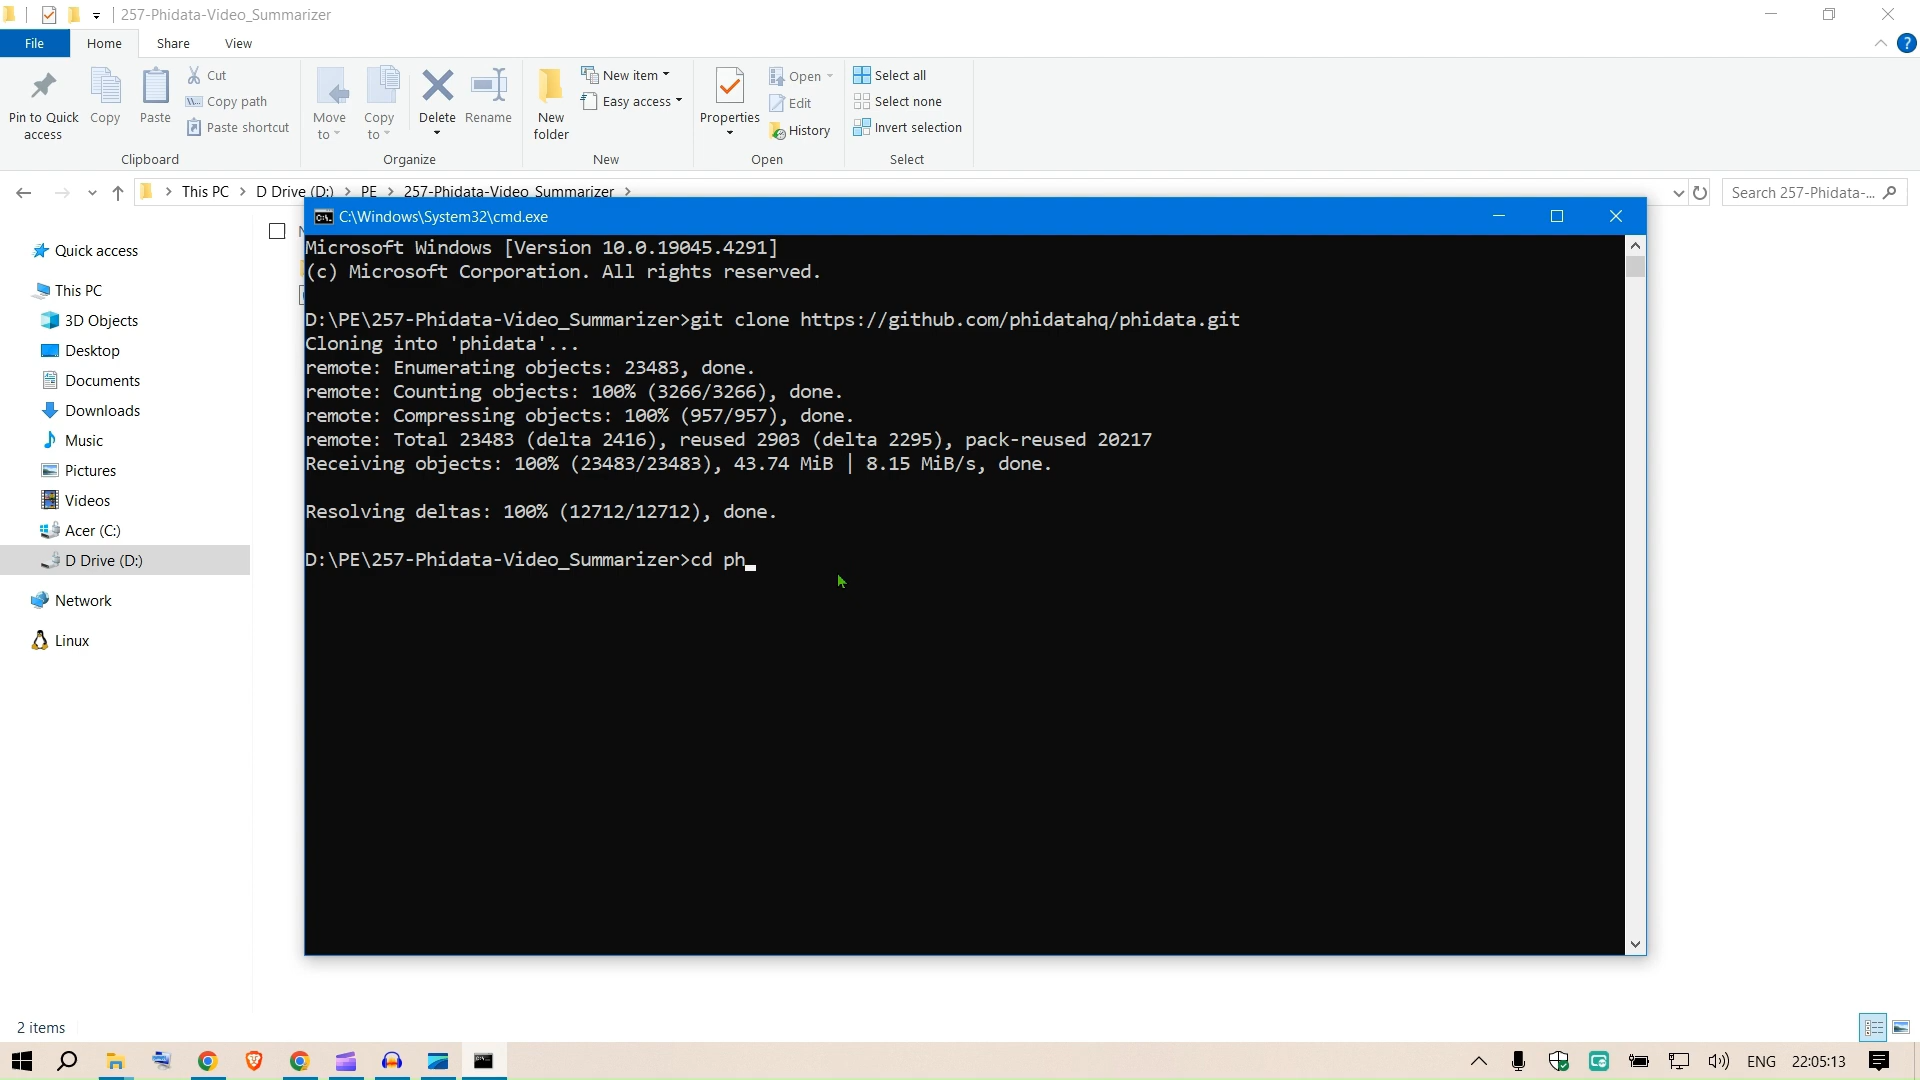 257-Phidata-Video_Summarizer
File Home Share View
Pin to Quick access
Copy
Paste
Cut
Copy path
Paste shortcut
Clipboard
Move to
Copy to
Delete
Rename
Organize
New folder
New item
Easy access
New
Properties
Open
Edit
History
Open
Select all
Select none
Invert selection
Select
This PC > D Drive (D:) > PE > 257-Phidata-Video_Summarizer >
Search 257-Phidata-...
Quick access
This PC
3D Objects
Desktop
Documents
Downloads
Music
Pictures
Videos
Acer (C:)
D Drive (D:)
Network
Linux
C:\Windows\System32\cmd.exe
Microsoft Windows [Version 10.0.19045.4291]
(c) Microsoft Corporation. All rights reserved.
D:\PE\257-Phidata-Video_Summarizer>git clone https://github.com/phidatahq/phidata.git
Cloning into 'phidata'...
remote: Enumerating objects: 23483, done.
remote: Counting objects: 100% (3266/3266), done.
remote: Compressing objects: 100% (957/957), done.
remote: Total 23483 (delta 2416), reused 2903 (delta 2295), pack-reused 20217
Receiving objects: 100% (23483/23483), 43.74 MiB | 8.15 MiB/s, done.
Resolving deltas: 100% (12712/12712), done.
D:\PE\257-Phidata-Video_Summarizer>cd ph_
2 items
ENG 22:05:13